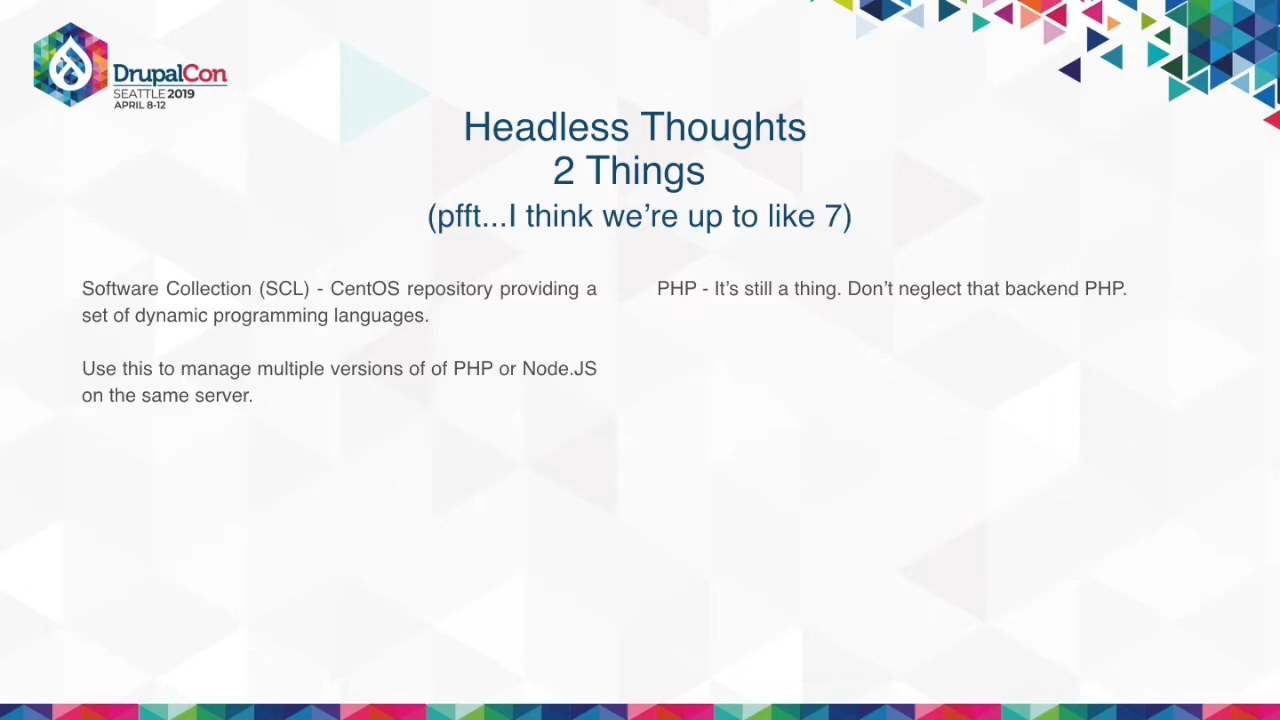 DrupalCon
SEATTLE 2019
APRIL 8-12
Headless Thoughts
2 Things
(pfft...I think we’re up to like 7)
Software Collection (SCL) - CentOS repository providing a
set of dynamic programming languages.
Use this to manage multiple versions of of PHP or Node.JS
on the same server.
PHP - It’s still a thing. Don’t neglect that backend PHP.